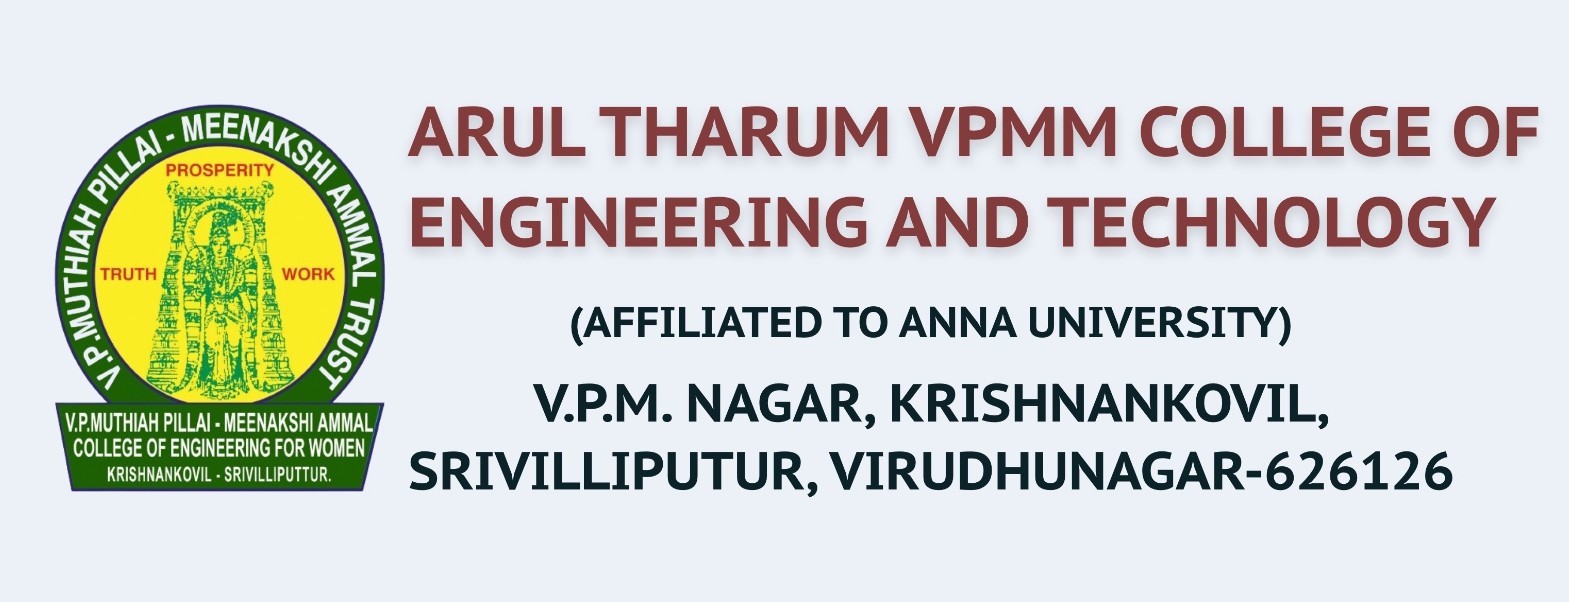 V.P.MUTHIAH PILLAI - MEENAKSHI AMMAL TRUST
PROSPERITY
TRUTH WORK
V.P.MUTHIAH PILLAI - MEENAKSHI AMMAL
COLLEGE OF ENGINEERING FOR WOMEN
KRISHNANKOVIL - SRIVILLIPUTTUR.
ARUL THARUM VPMM COLLEGE OF
ENGINEERING AND TECHNOLOGY
(AFFILIATED TO ANNA UNIVERSITY)
V.P.M. NAGAR, KRISHNANKOVIL,
SRIVILLIPUTUR, VIRUDHUNAGAR-626126